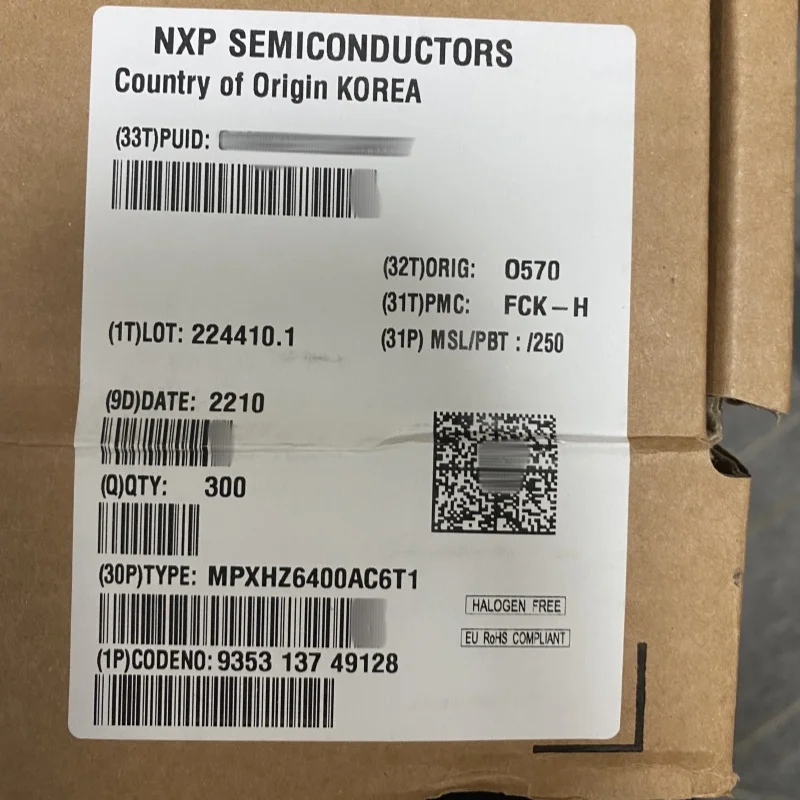 NXP SEMICONDUCTORS
Country of Origin KOREA
(33T)PUID:
(32T)ORIG: 0570
(31T)PMC: FCK-H
(1T)LOT: 224410.1
(31P) MSL/PBT : /250
(9D)DATE: 2210
(Q)QTY: 300
(30P)TYPE: MPXHZ6400AC6T1
HALOGEN FREE
EU RoHS COMPLIANT
(1P)CODENO: 9353 137 49128